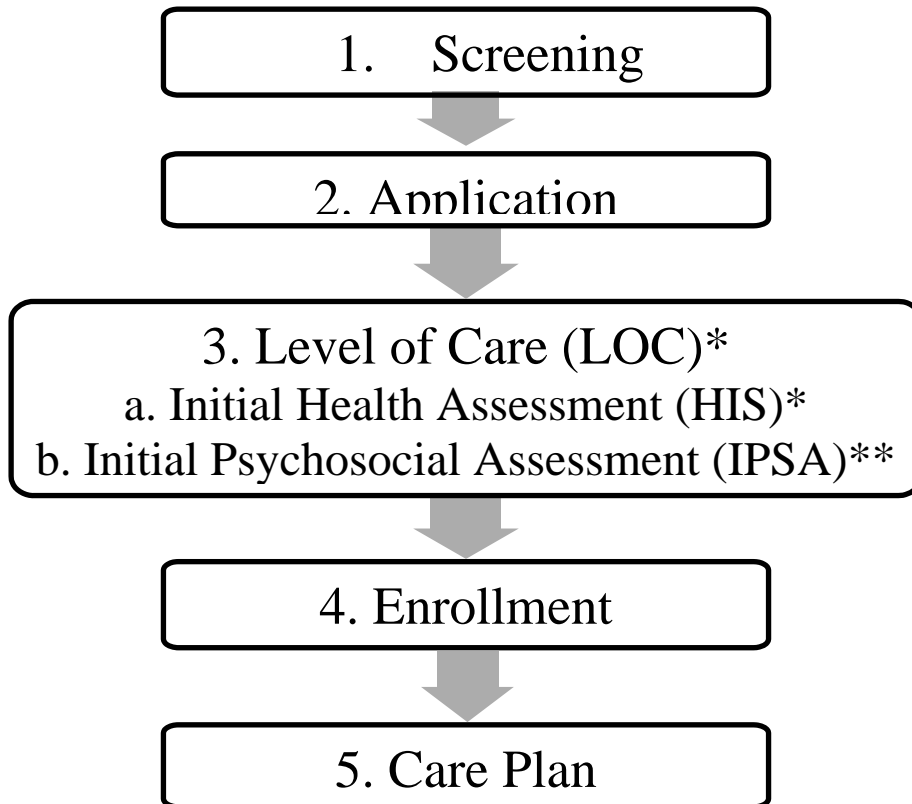 1. Screening
2. Application
3. Level of Care (LOC)*
a. Initial Health Assessment (HIS)*
b. Initial Psychosocial Assessment (IPSA)**
4. Enrollment
5. Care Plan